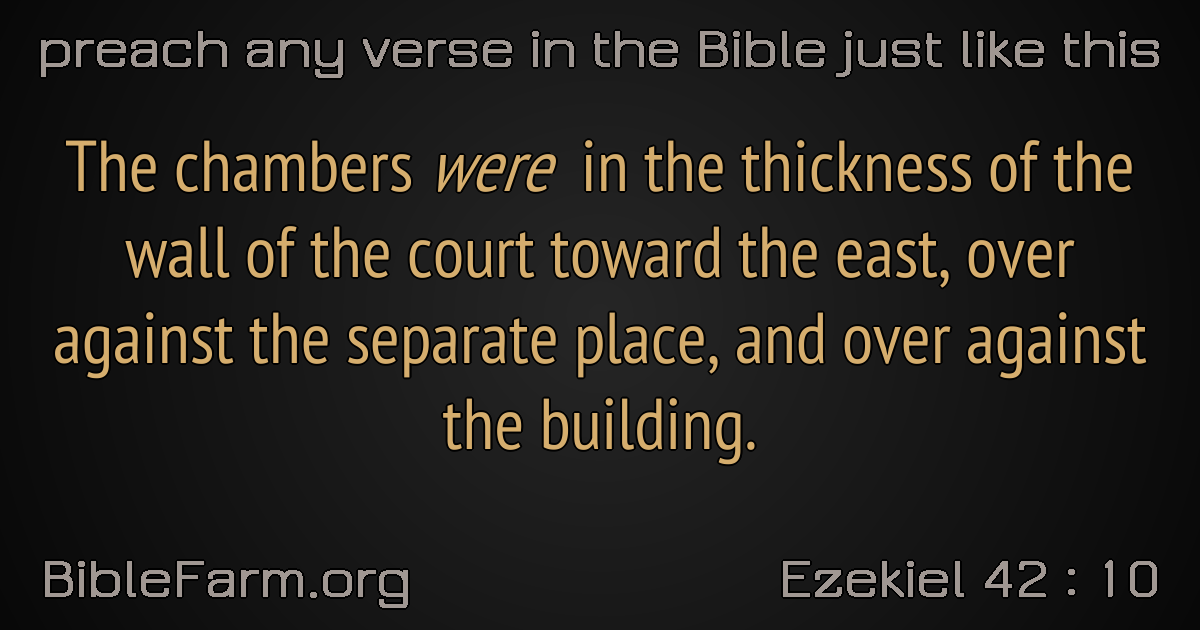 preach any verse in the Bible just like this
The chambers were in the thickness of the
wall of the court toward the east, over
against the separate place, and over against
the building.
BibleFarm.org
Ezekiel 42 : 10